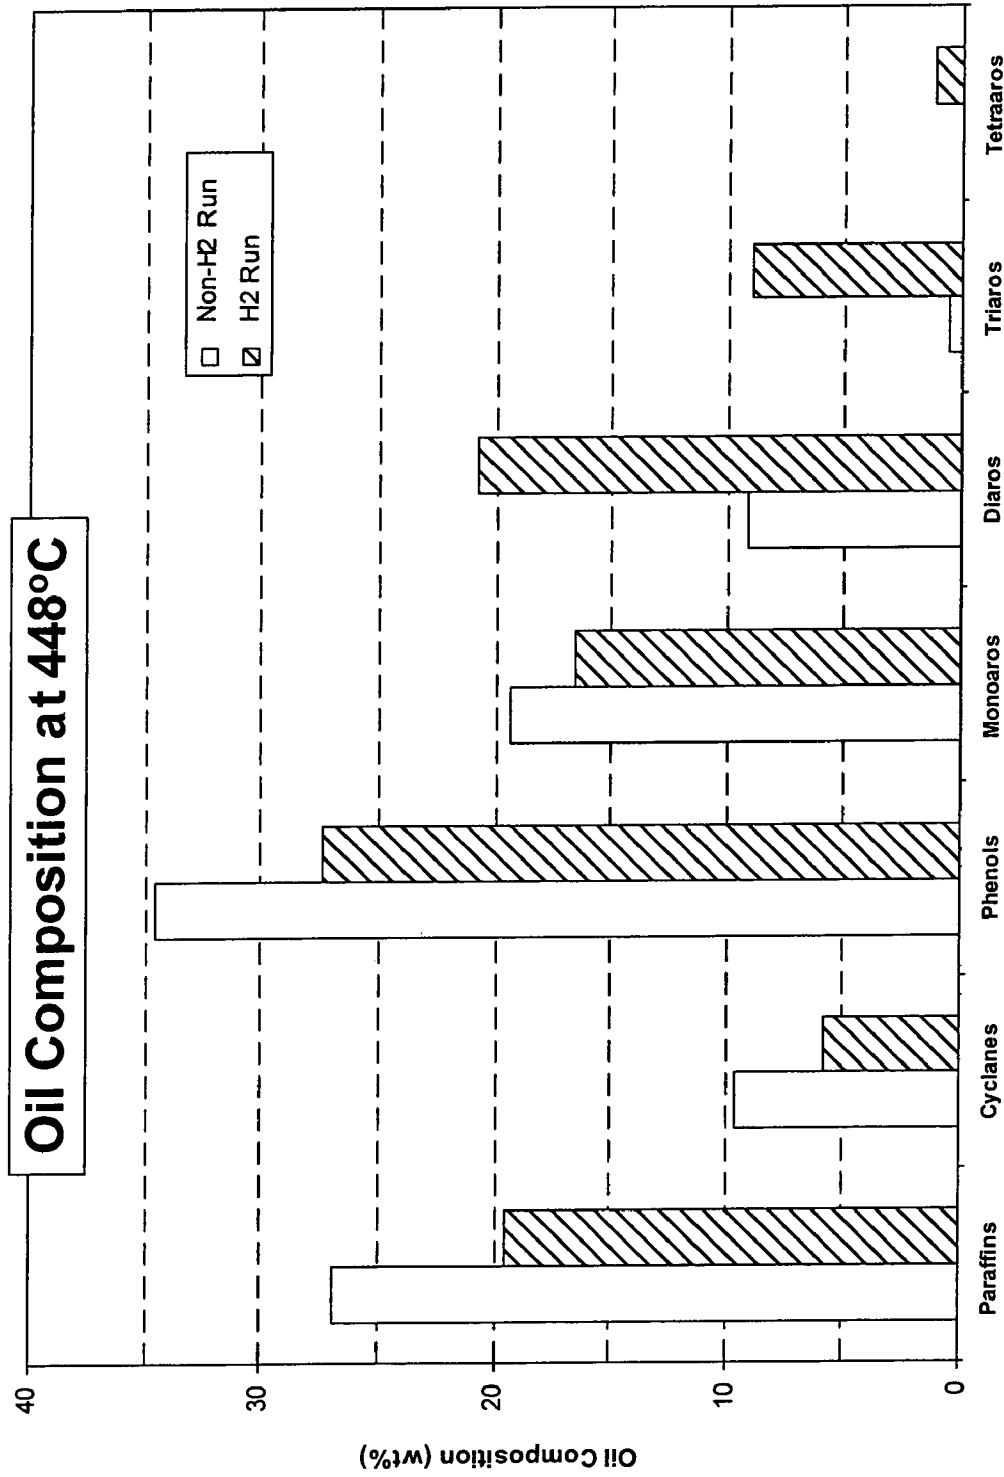 Oil Composition at 448°C
Non-H2 Run
H2 Run
Oil Composition (wt%)
40
30
20
10
0
Paraffins
Cyclanes
Phenols
Monoaros
Diaros
Triaros
Tetraaros